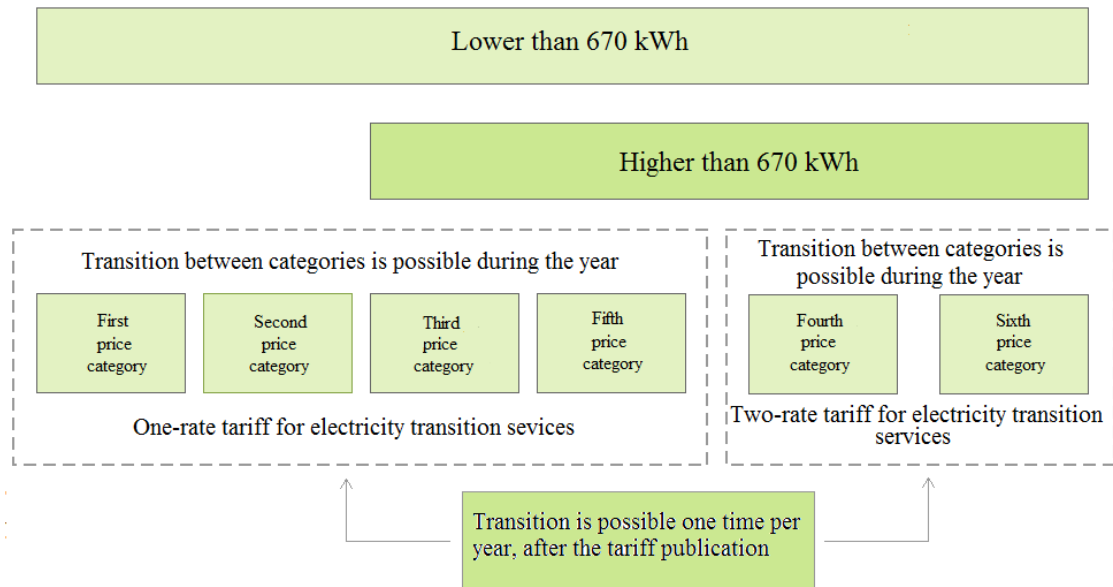 Lower than 670 kWh
Higher than 670 kWh
Transition between categories is possible during the year
First
price
category
Second
price
category
Third
price
category
Fifth
price
category
One-rate tariff for electricity transition sevices
Transition between categories is
possible during the year
Fourth
price
category
Sixth
price
category
Two-rate tariff for electricity transition
services
Transition is possible one time per
year, after the tariff publication